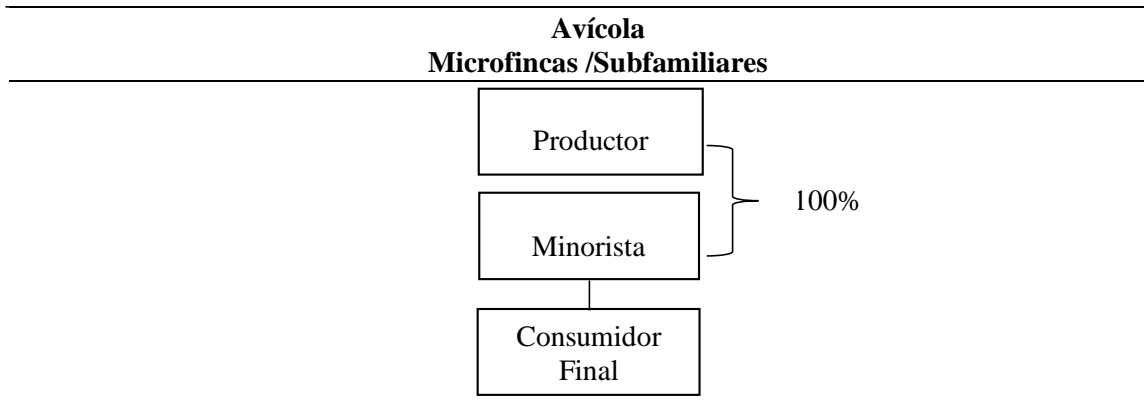 Avícola
Microfincas /Subfamiliares
Productor
100%
Minorista
Consumidor
Final